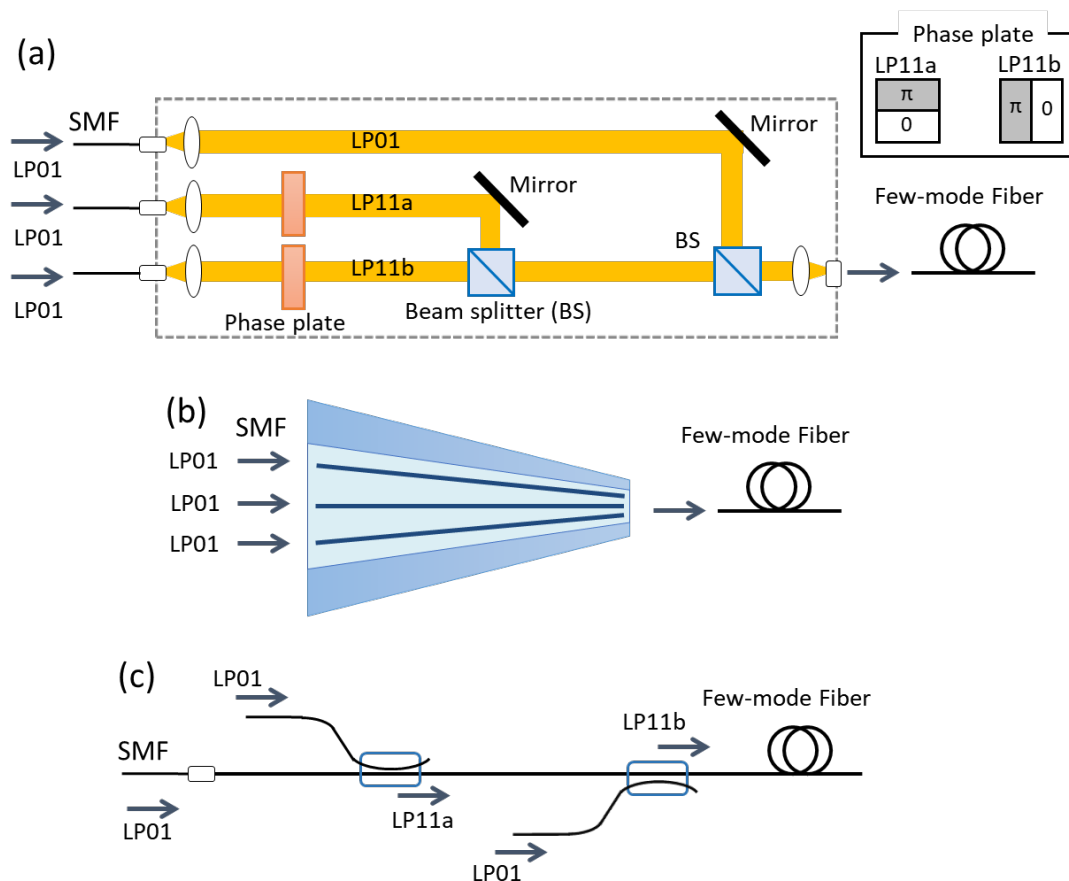 (a)
Phase plate
LP11a
LP11b
π
0
π
0
SMF
LP01
LP01
LP01
LP01
Mirror
LP11a
Mirror
LP11b
BS
Phase plate
Beam splitter (BS)
Few-mode Fiber
(b)
SMF
LP01
LP01
LP01
Few-mode Fiber
(c)
LP01
SMF
LP01
LP11a
LP11b
LP01
Few-mode Fiber